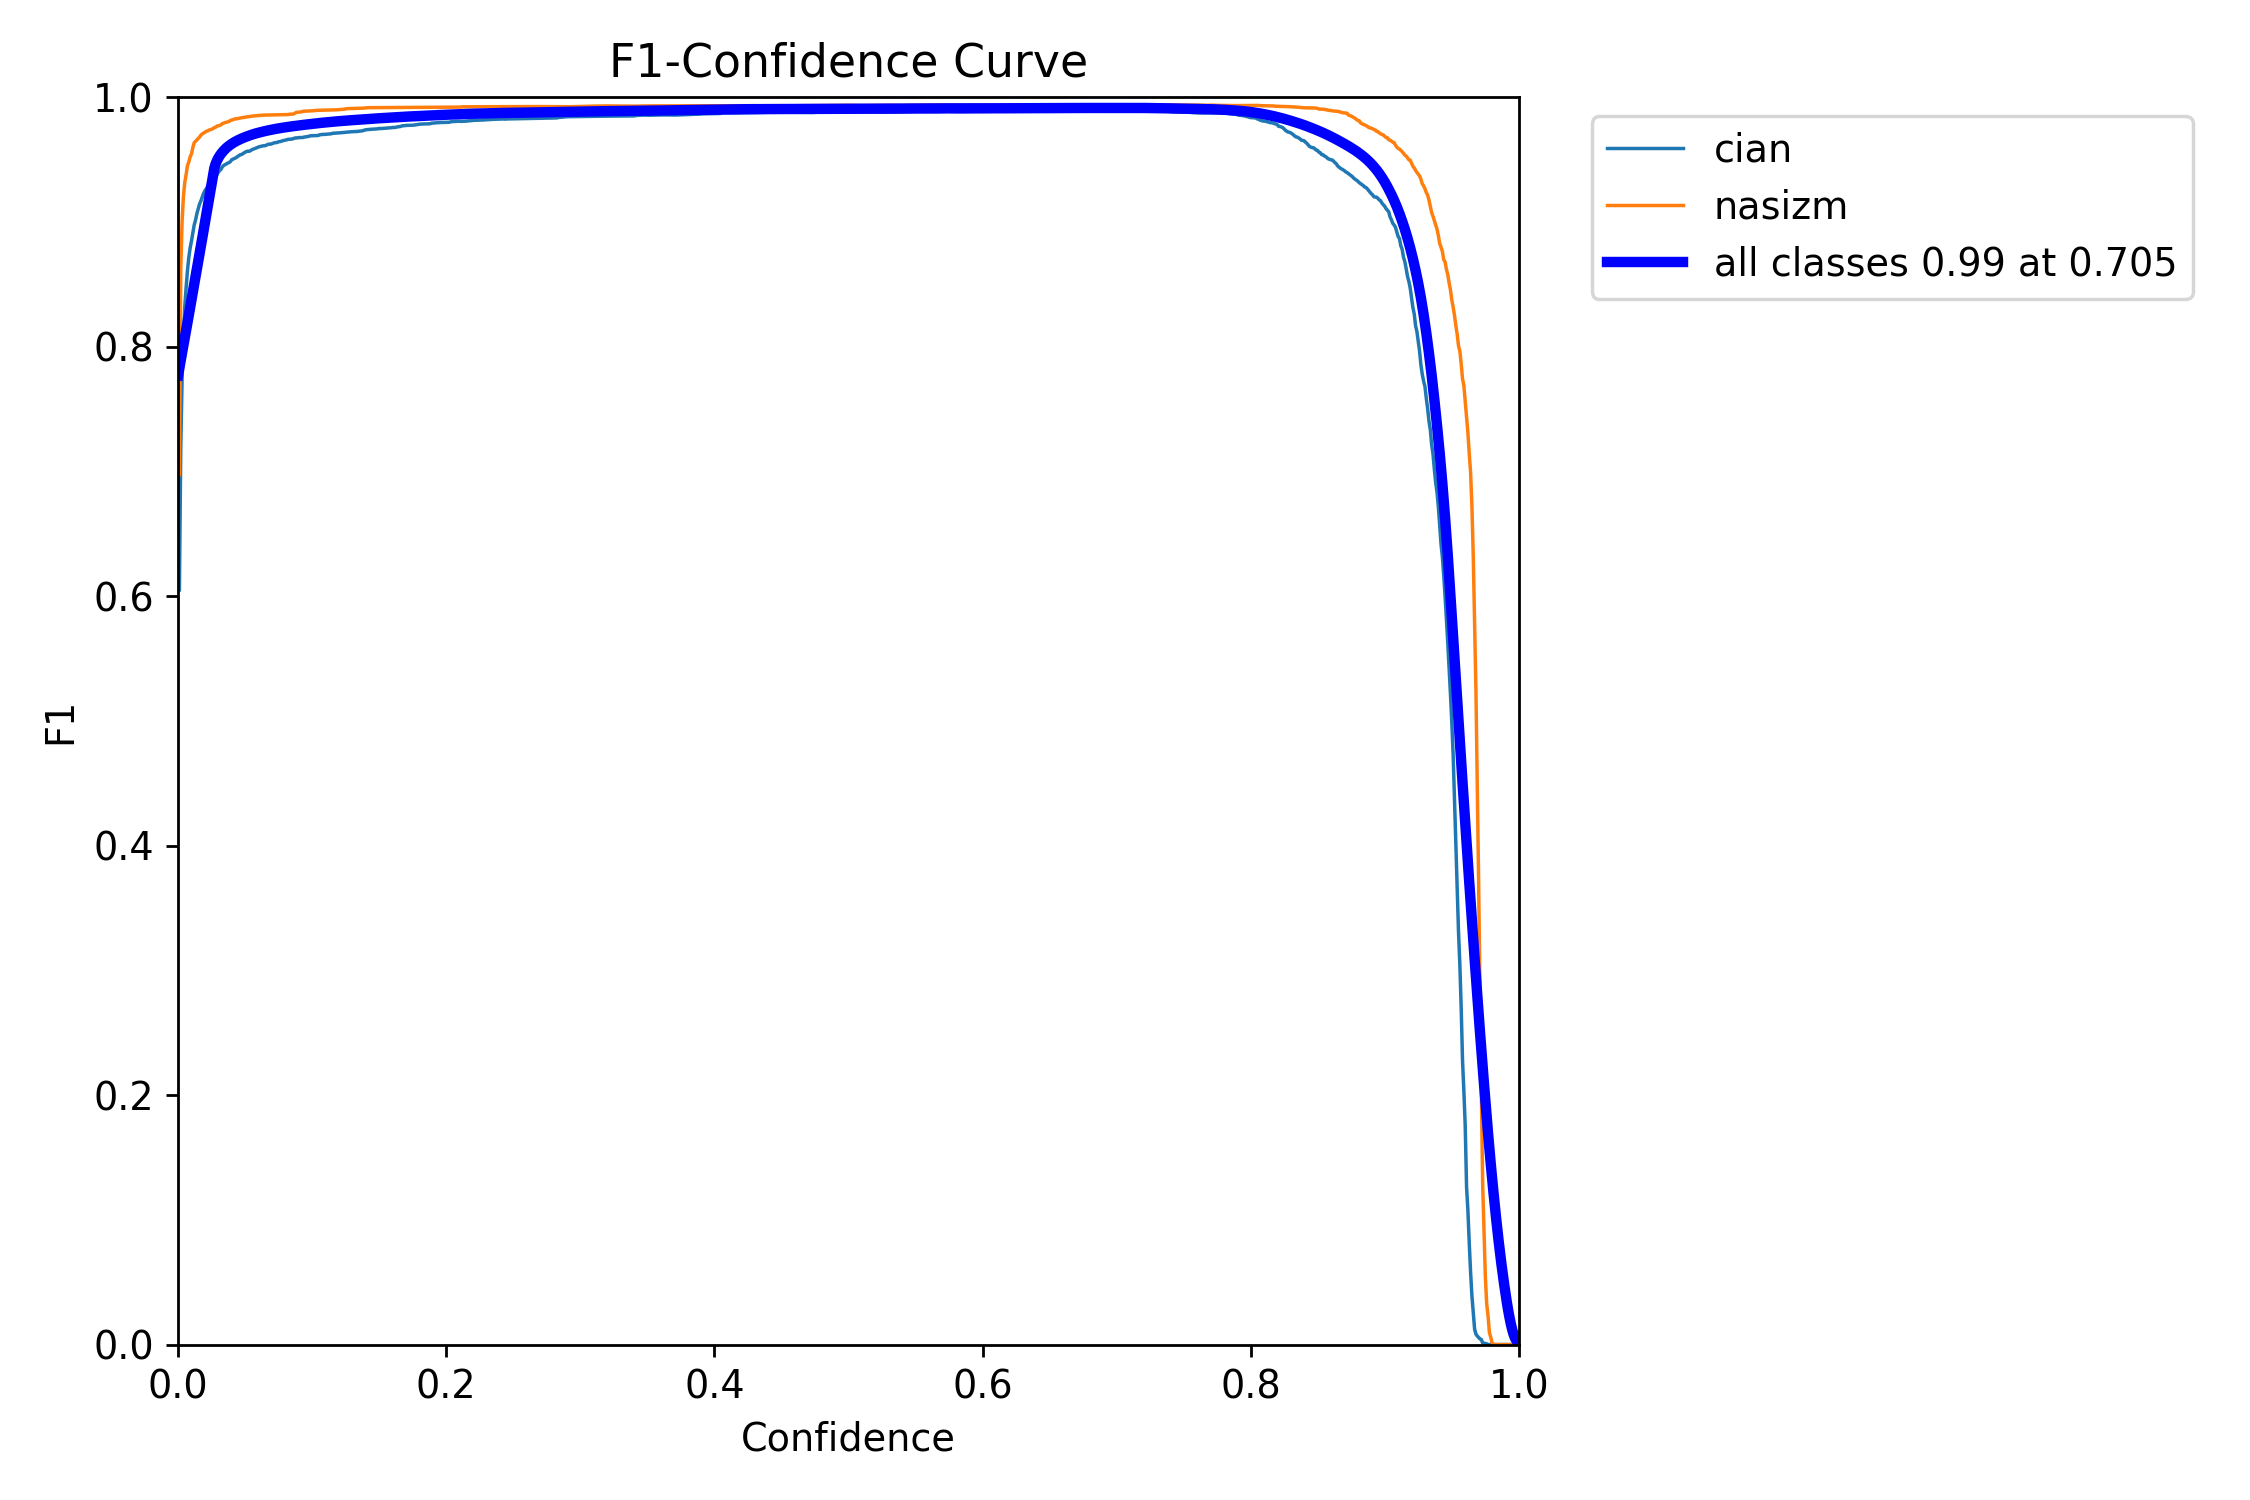 F1-Confidence Curve
1.0
0.8
0.6
0.4
0.2
0.0
0.0 0.2 0.4 0.6 0.8 1.0
F1
Confidence
cian
nasizm
all classes 0.99 at 0.705